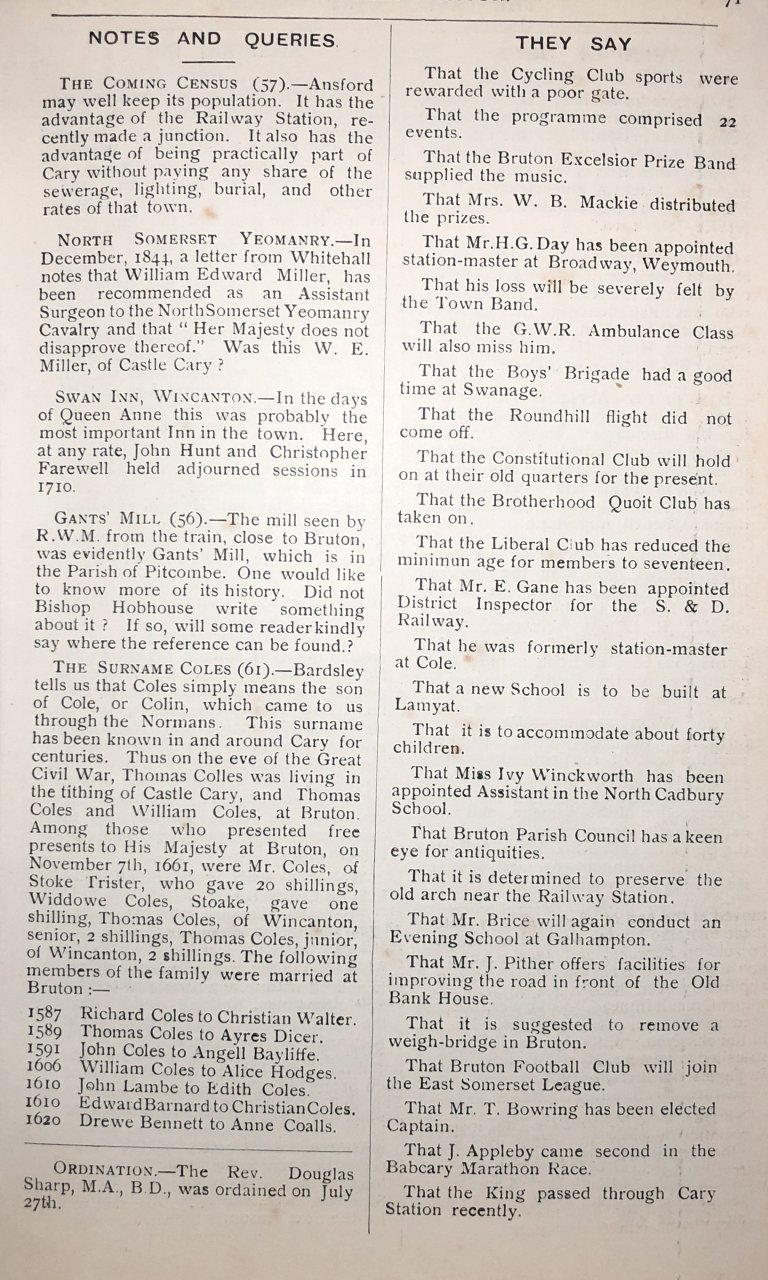 71
NOTES AND QUERIES.
THE COMING CENSUS (57).—Ansford
may well keep its population. It has the
advantage of the Railway Station, re-
cently made a junction. It also has the
advantage of being practically part of
Cary without paying any share of the
sewerage, lighting, burial, and other
rates of that town.
NORTH SOMERSET YEOMANRY.—In
December, 1844, a letter from Whitehall
notes that William Edward Miller, has
been recommended as an Assistant
Surgeon to the NorthSomerset Yeomanry
Cavalry and that “ Her Majesty does not
disapprove thereof.” Was this W. E.
Miller, of Castle Cary ?
SWAN INN, WINCANTON.—In the days
of Queen Anne this was probably the
most important Inn in the town. Here,
at any rate, John Hunt and Christopher
Farewell held adjourned sessions in
1710.
GANTS’ MILL (56).—The mill seen by
R.W.M. from the train, close to Bruton,
was evidently Gants’ Mill, which is in
the Parish of Pitcombe. One would like
to know more of its history. Did not
Bishop Hobhouse write something
about it ? If so, will some reader kindly
say where the reference can be found.?
THE SURNAME COLES (61).—Bardsley
tells us that Coles simply means the son
of Cole, or Colin, which came to us
through the Normans. This surname
has been known in and around Cary for
centuries. Thus on the eve of the Great
Civil War, Thomas Colles was living in
the tithing of Castle Cary, and Thomas
Coles and William Coles, at Bruton.
Among those who presented free
presents to His Majesty at Bruton, on
November 7th, 1661, were Mr. Coles, of
Stoke Trister, who gave 20 shillings,
Widdowe Coles, Stoake, gave one
shilling, Thomas Coles, of Wincanton,
senior, 2 shillings, Thomas Coles, junior,
of Wincanton, 2 shillings. The following
members of the family were married at
Bruton :—
1587 Richard Coles to Christian Walter.
1589 Thomas Coles to Ayres Dicer.
1591 John Coles to Angell Bayliffe.
1606 William Coles to Alice Hodges.
1610 John Lambe to Edith Coles.
1610 Edward Barnard to Christian Coles.
1620 Drewe Bennett to Anne Coalls.
ORDINATION.—The Rev. Douglas
Sharp, M.A., B.D., was ordained on July
27th.
THEY SAY
That the Cycling Club sports were
rewarded with a poor gate.
That the programme comprised 22
events.
That the Bruton Excelsior Prize Band
supplied the music.
That Mrs. W. B. Mackie distributed
the prizes.
That Mr. H.G. Day has been appointed
station-master at Broadway, Weymouth.
That his loss will be severely felt by
the Town Band.
That the G.W.R. Ambulance Class
will also miss him.
That the Boys’ Brigade had a good
time at Swanage.
That the Roundhill flight did not
come off.
That the Constitutional Club will hold
on at their old quarters for the present.
That the Brotherhood Quoit Club has
taken on.
That the Liberal Club has reduced the
minimun age for members to seventeen.
That Mr. E. Gane has been appointed
District Inspector for the S. & D.
Railway.
That he was formerly station-master
at Cole.
That a new School is to be built at
Lamyat.
That it is to accommodate about forty
children.
That Miss Ivy Winckworth has been
appointed Assistant in the North Cadbury
School.
That Bruton Parish Council has a keen
eye for antiquities.
That it is determined to preserve the
old arch near the Railway Station.
That Mr. Brice will again conduct an
Evening School at Galhampton.
That Mr. J. Pither offers facilities for
improving the road in front of the Old
Bank House.
That it is suggested to remove a
weigh-bridge in Bruton.
That Bruton Football Club will join
the East Somerset League.
That Mr. T. Bowring has been elected
Captain.
That J. Appleby came second in the
Babcary Marathon Race.
That the King passed through Cary
Station recently.